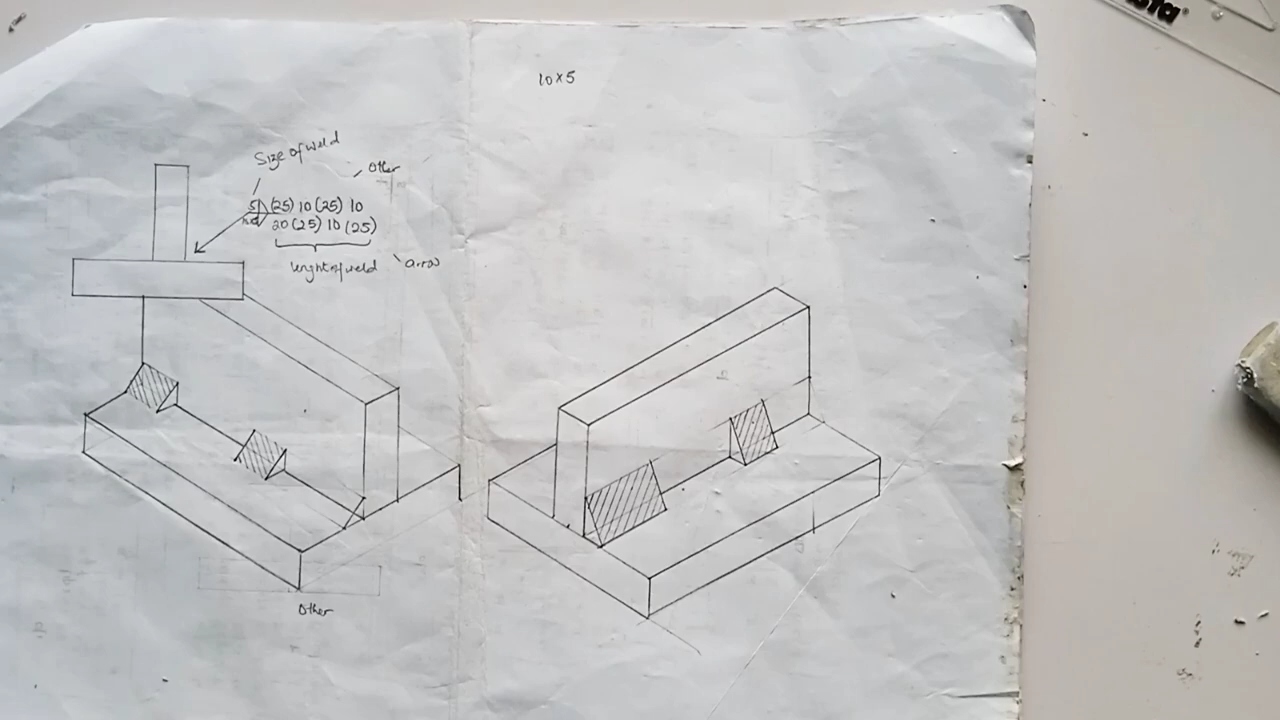 10×5
Size of weld
Other
5 (25) 10 (25) 10
20 (25) 10 (25)
lenght of weld
arrow
Other